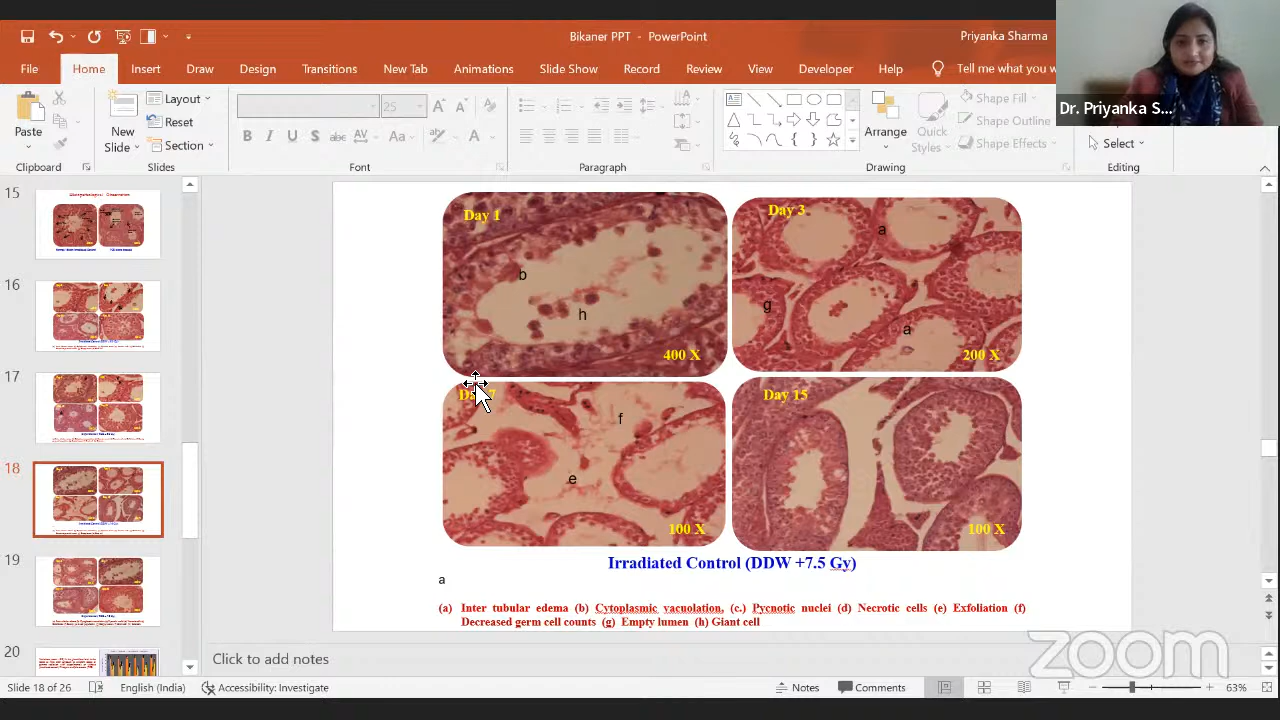 Bikaner PPT - PowerPoint
Priyanka Sharma
File Home Insert Draw Design Transitions New Tab Animations Slide Show Record Review View Developer Help Tell me what you w
Dr. Priyanka S...
Paste
Clipboard
New
Slide
Layout
Reset
Section
Slides
25
B I U S abc AV Aa A
Font
Paragraph
Arrange
Quick
Styles
Shape Fill
Shape Outline
Shape Effects
Drawing
Select
Editing
15
16
17
18
19
20
Day 1
b
h
400 X
Day 3
a
g
a
200 X
f
e
100 X
Day 15
100 X
Irradiated Control (DDW +7.5 Gy)
a
(a) Inter tubular edema (b) Cytoplasmic vacuolation, (c.) Pycnotic nuclei (d) Necrotic cells (e) Exfoliation (f)
Decreased germ cell counts (g) Empty lumen (h) Giant cell
Click to add notes
zoom
Slide 18 of 26 English (India) Accessibility: Investigate Notes Comments 63%